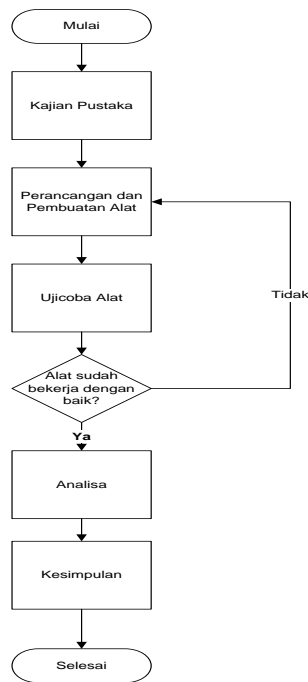 Mulai
Kajian Pustaka
Perancangan dan
Pembuatan Alat
Ujicoba Alat
Tidak
Alat sudah
bekerja dengan
baik?
Ya
Analisa
Kesimpulan
Selesai